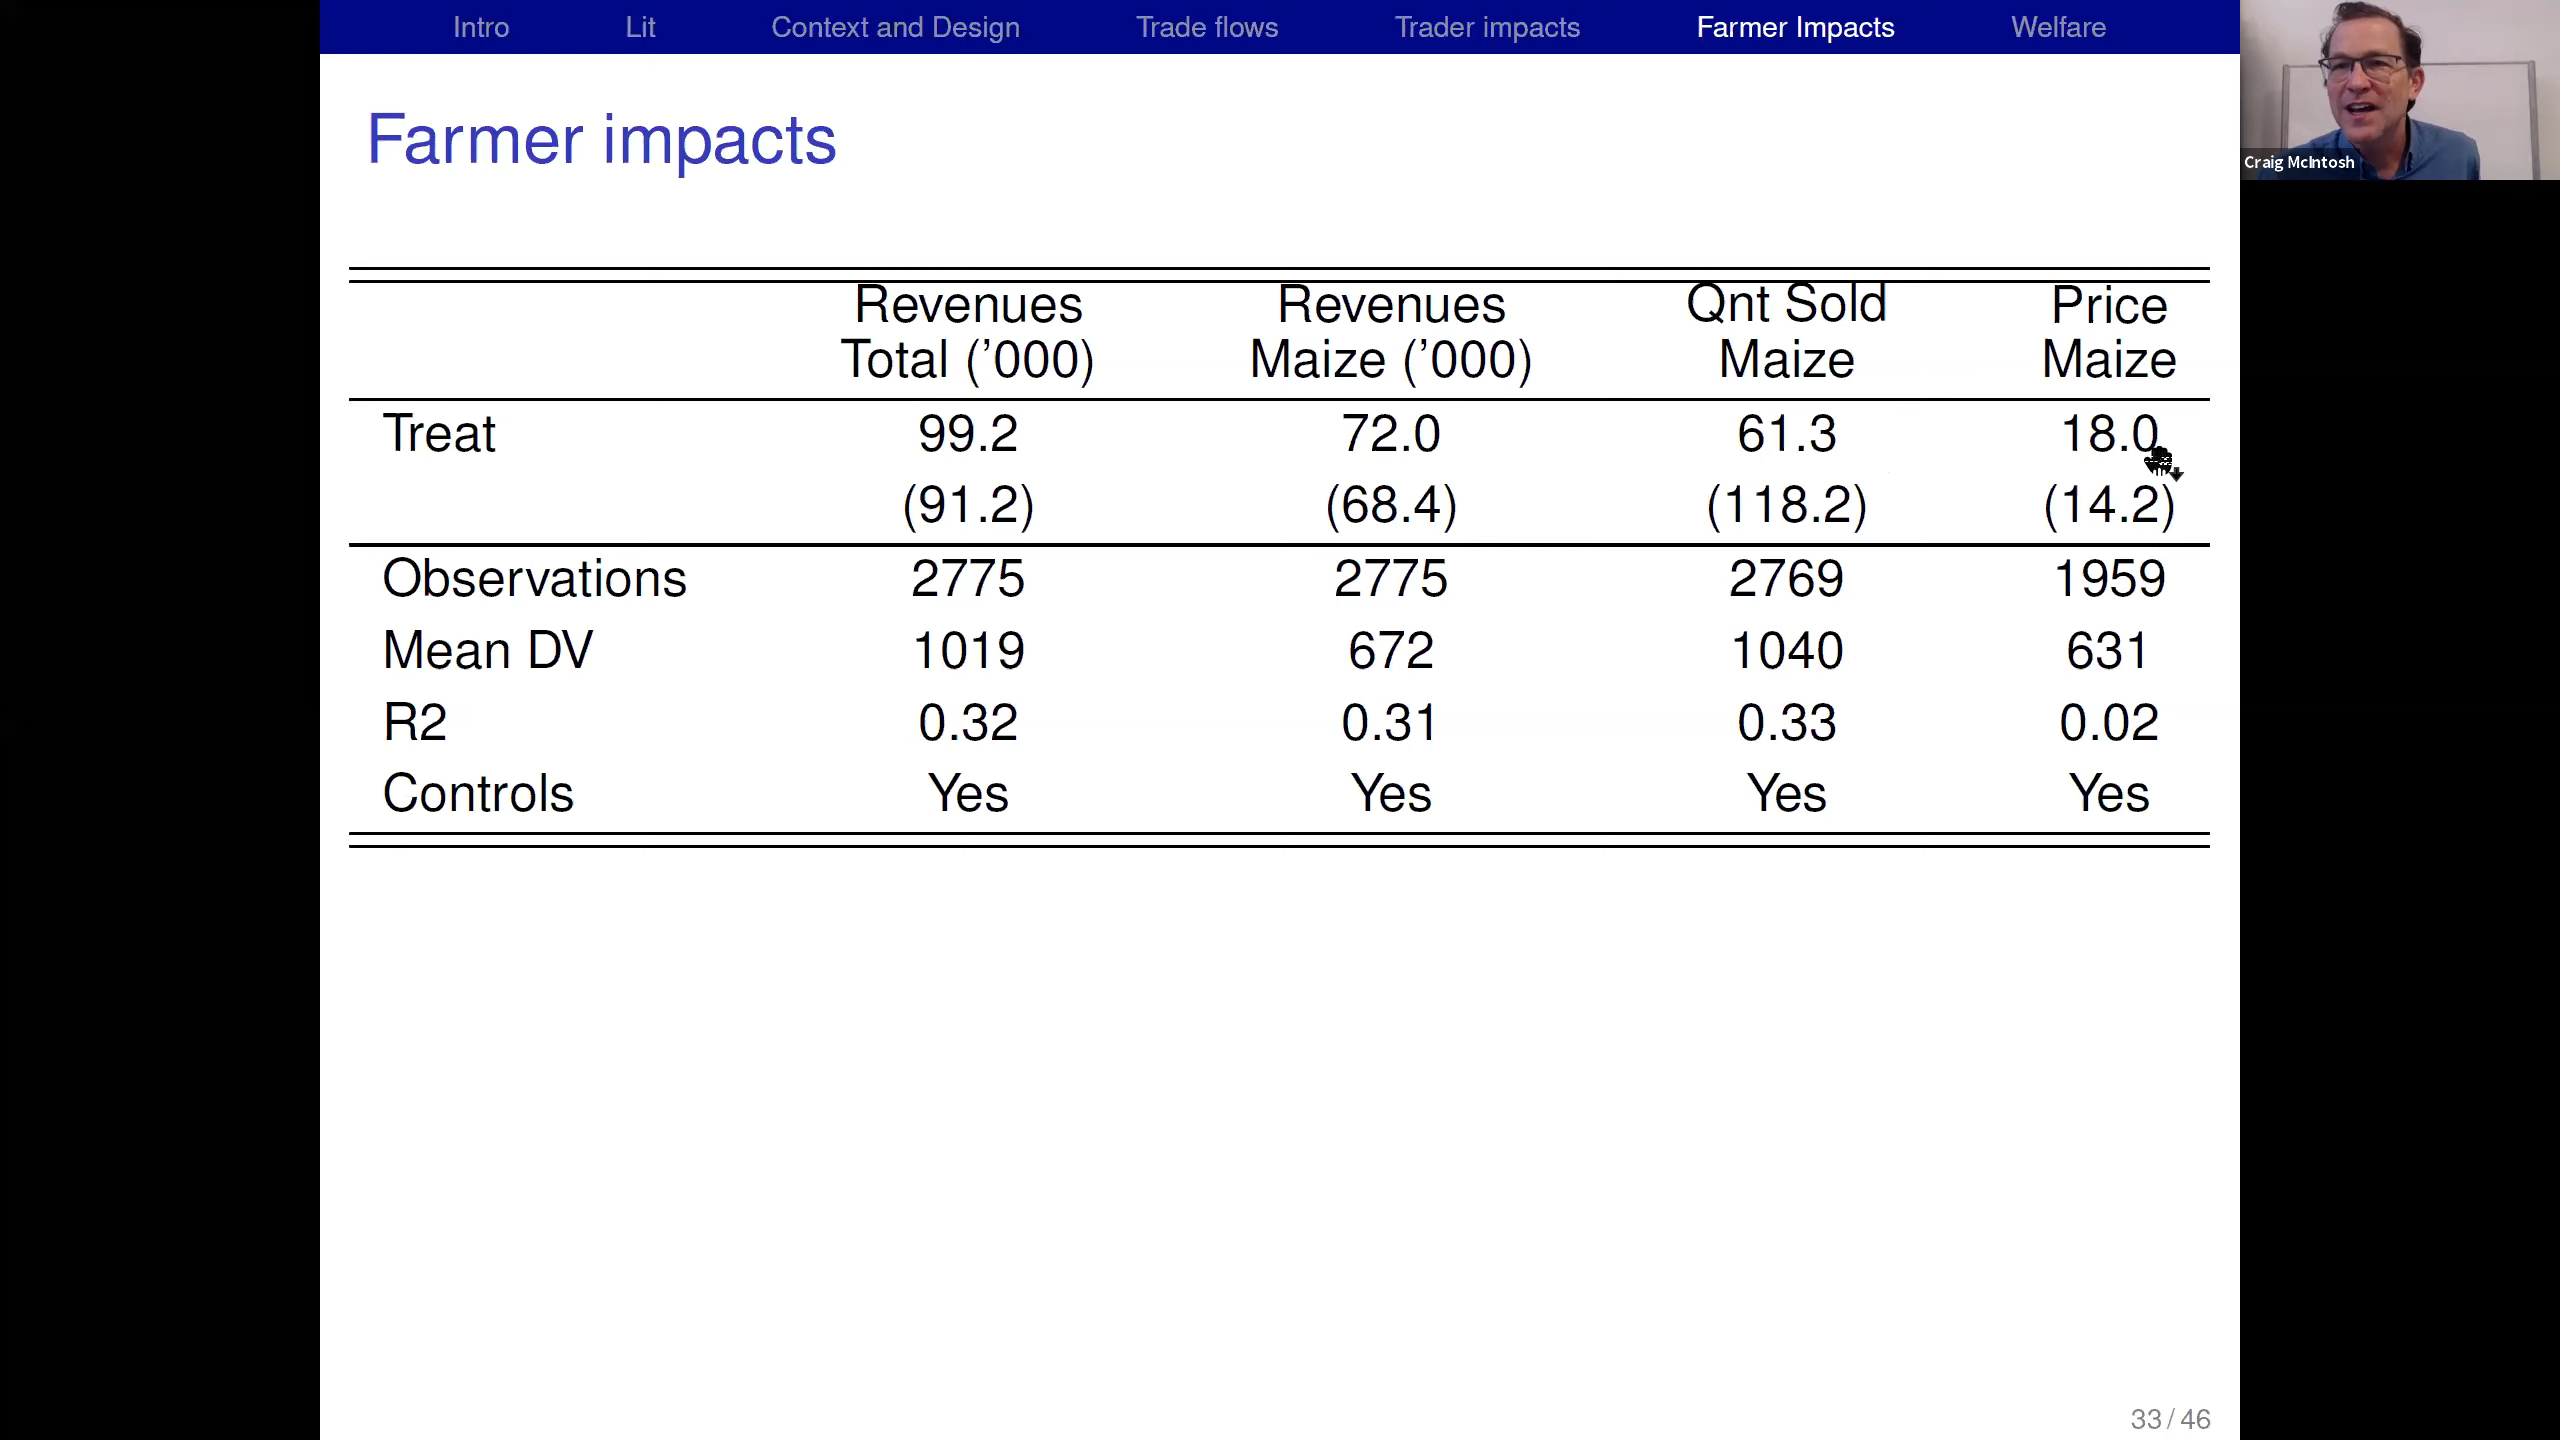 Intro Lit Context and Design Trade flows Trader impacts Farmer Impacts Welfare
Craig McIntosh
Farmer impacts
Revenues Revenues Qnt Sold Price
Total ('000) Maize ('000) Maize Maize
Treat 99.2 72.0 61.3 18.0
(91.2) (68.4) (118.2) (14.2)
Observations 2775 2775 2769 1959
Mean DV 1019 672 1040 631
R2 0.32 0.31 0.33 0.02
Controls Yes Yes Yes Yes
33 / 46